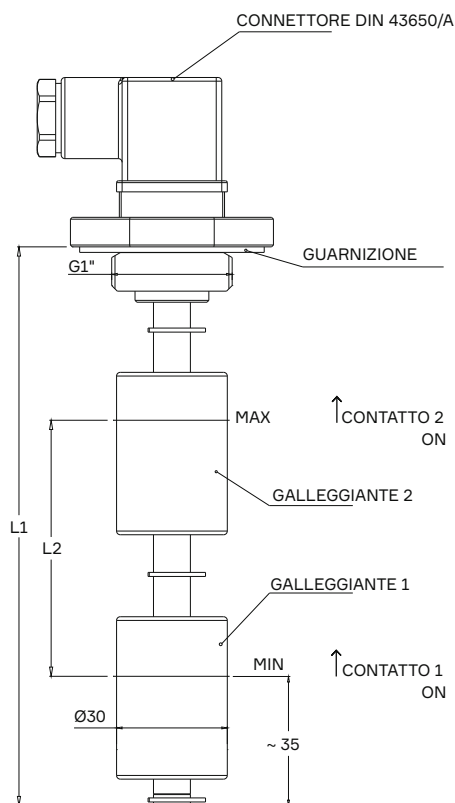 CONNETTORE DIN 43650/A
GUARNIZIONE
G1"
MAX
CONTATTO 2
ON
GALLEGGIANTE 2
L1
L2
GALLEGGIANTE 1
MIN
CONTATTO 1
ON
Ø30
~ 35